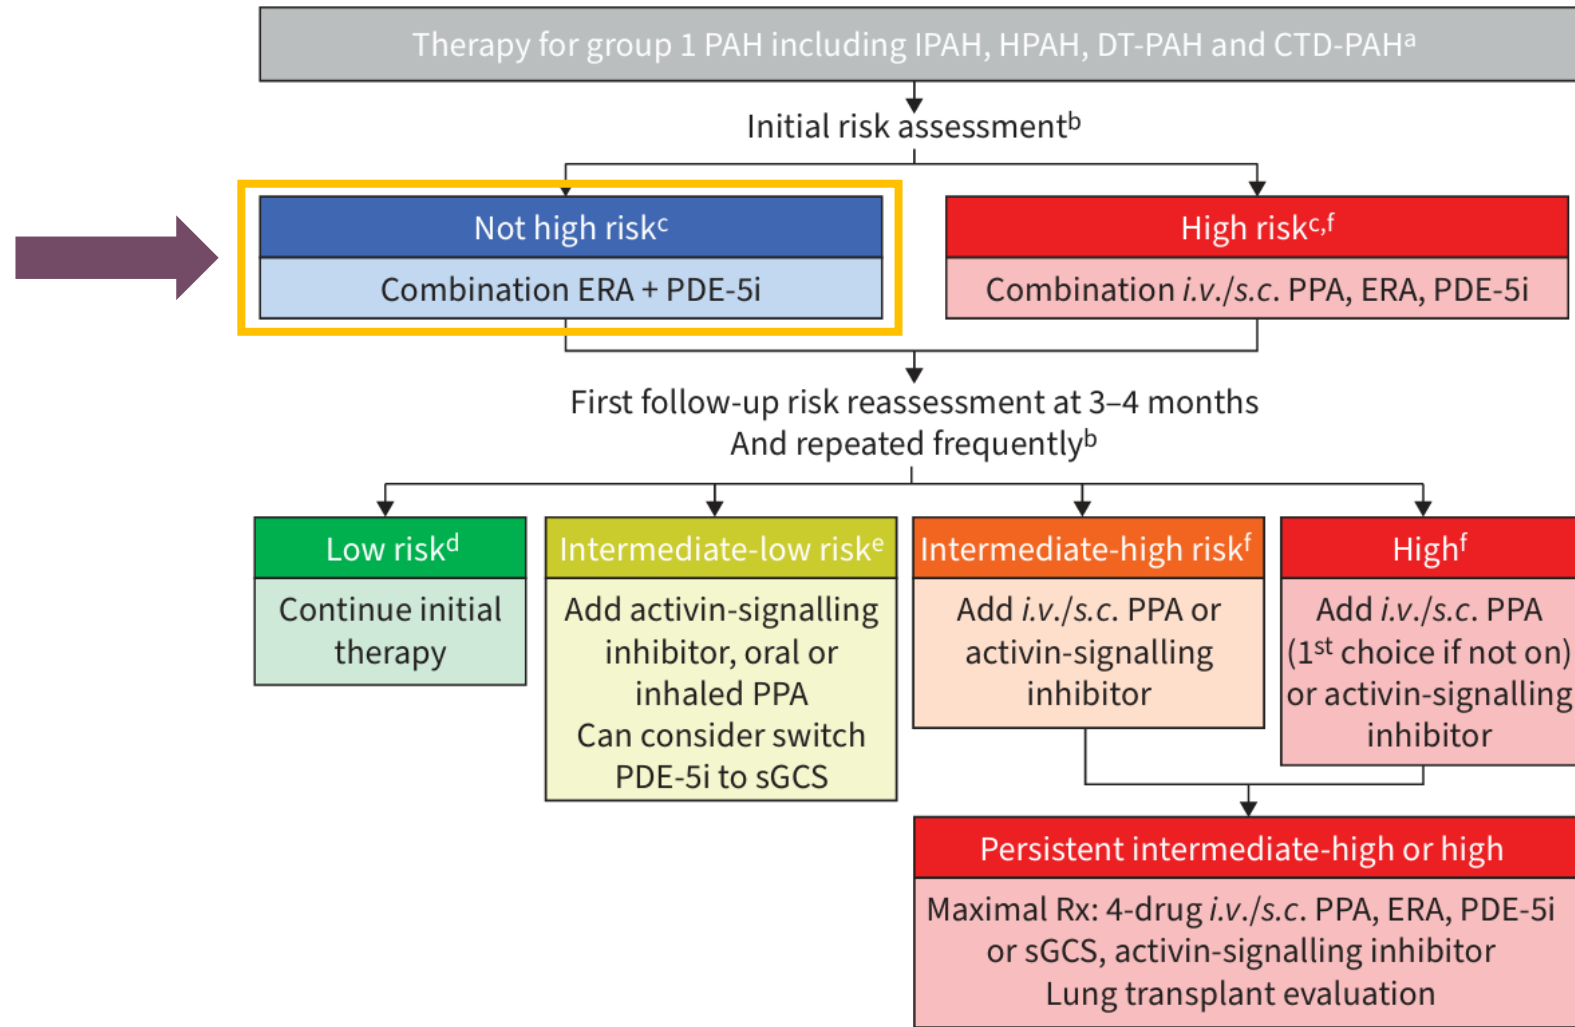 Therapy for group 1 PAH including IPAH, HPAH, DT-PAH and CTD-PAHᵃ
Initial risk assessmentᵇ
Not high riskᶜ
Combination ERA + PDE-5i
High riskᶜ,ᶠ
Combination i.v./s.c. PPA, ERA, PDE-5i
First follow-up risk reassessment at 3–4 months
And repeated frequentlyᵇ
Low riskᵈ
Continue initial
therapy
Intermediate-low riskᵉ
Add activin-signalling
inhibitor, oral or
inhaled PPA
Can consider switch
PDE-5i to sGCS
Intermediate-high riskᶠ
Add i.v./s.c. PPA or
activin-signalling
inhibitor
Highᶠ
Add i.v./s.c. PPA
(1ˢᵗ choice if not on)
or activin-signalling
inhibitor
Persistent intermediate-high or high
Maximal Rx: 4-drug i.v./s.c. PPA, ERA, PDE-5i
or sGCS, activin-signalling inhibitor
Lung transplant evaluation